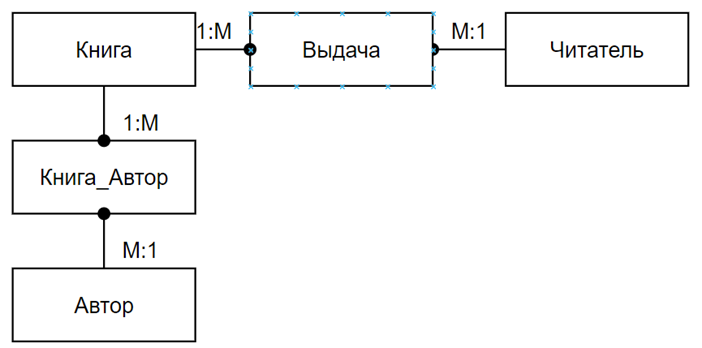 Книга
1:М
Выдача
М:1
Читатель
1:М
Книга_Автор
М:1
Автор